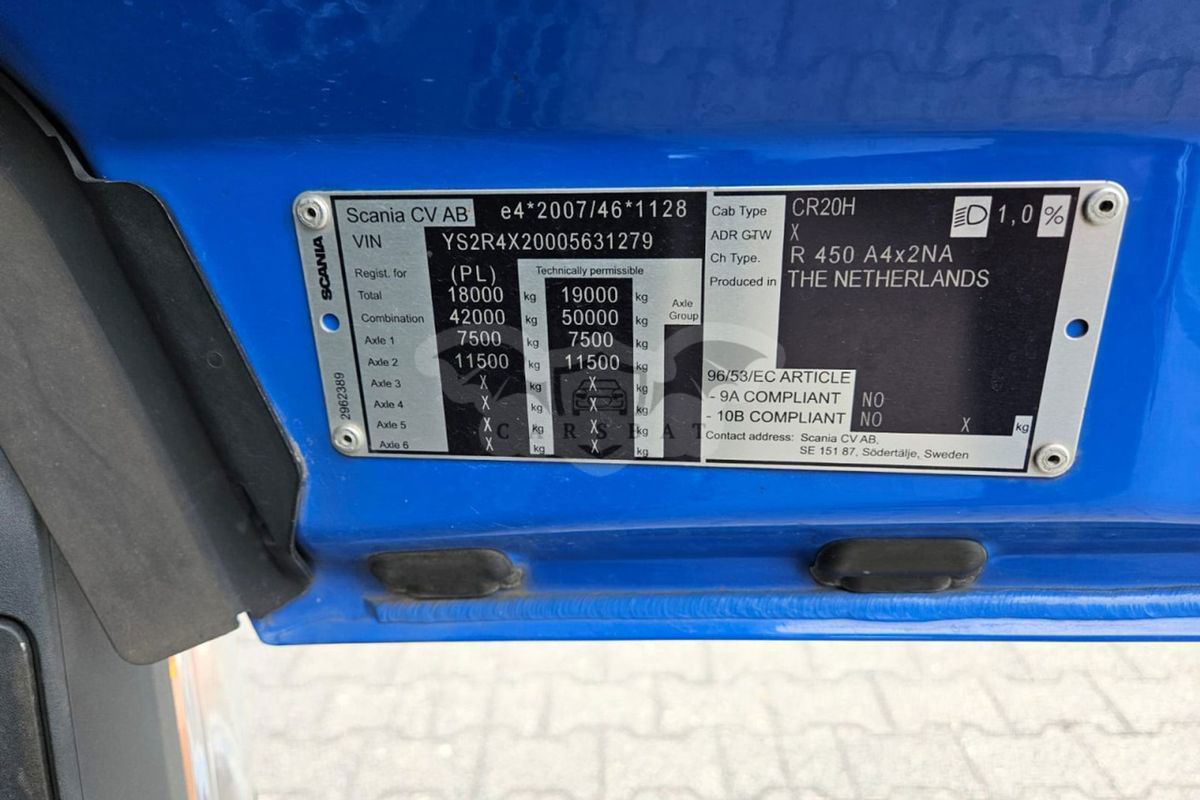 SCANIA
2962389
Scania CV AB e4*2007/46*1128
VIN YS2R4X20005631279
Regist. for (PL) Technically permissible
Total 18000 kg 19000 kg
Combination 42000 kg 50000 kg
Axle 1 7500 kg 7500 kg
Axle 2 11500 kg 11500 kg
Axle 3 X kg X kg
Axle 4 X kg X kg
Axle 5 X kg X kg
Axle 6 X kg X kg
Axle
Group
Cab Type CR20H 1,0 %
ADR GTW X
Ch Type. R 450 A4x2NA
Produced in THE NETHERLANDS
96/53/EC ARTICLE
- 9A COMPLIANT NO
- 10B COMPLIANT NO X kg
Contact address: Scania CV AB,
SE 151 87, Södertälje, Sweden
CARSEAT